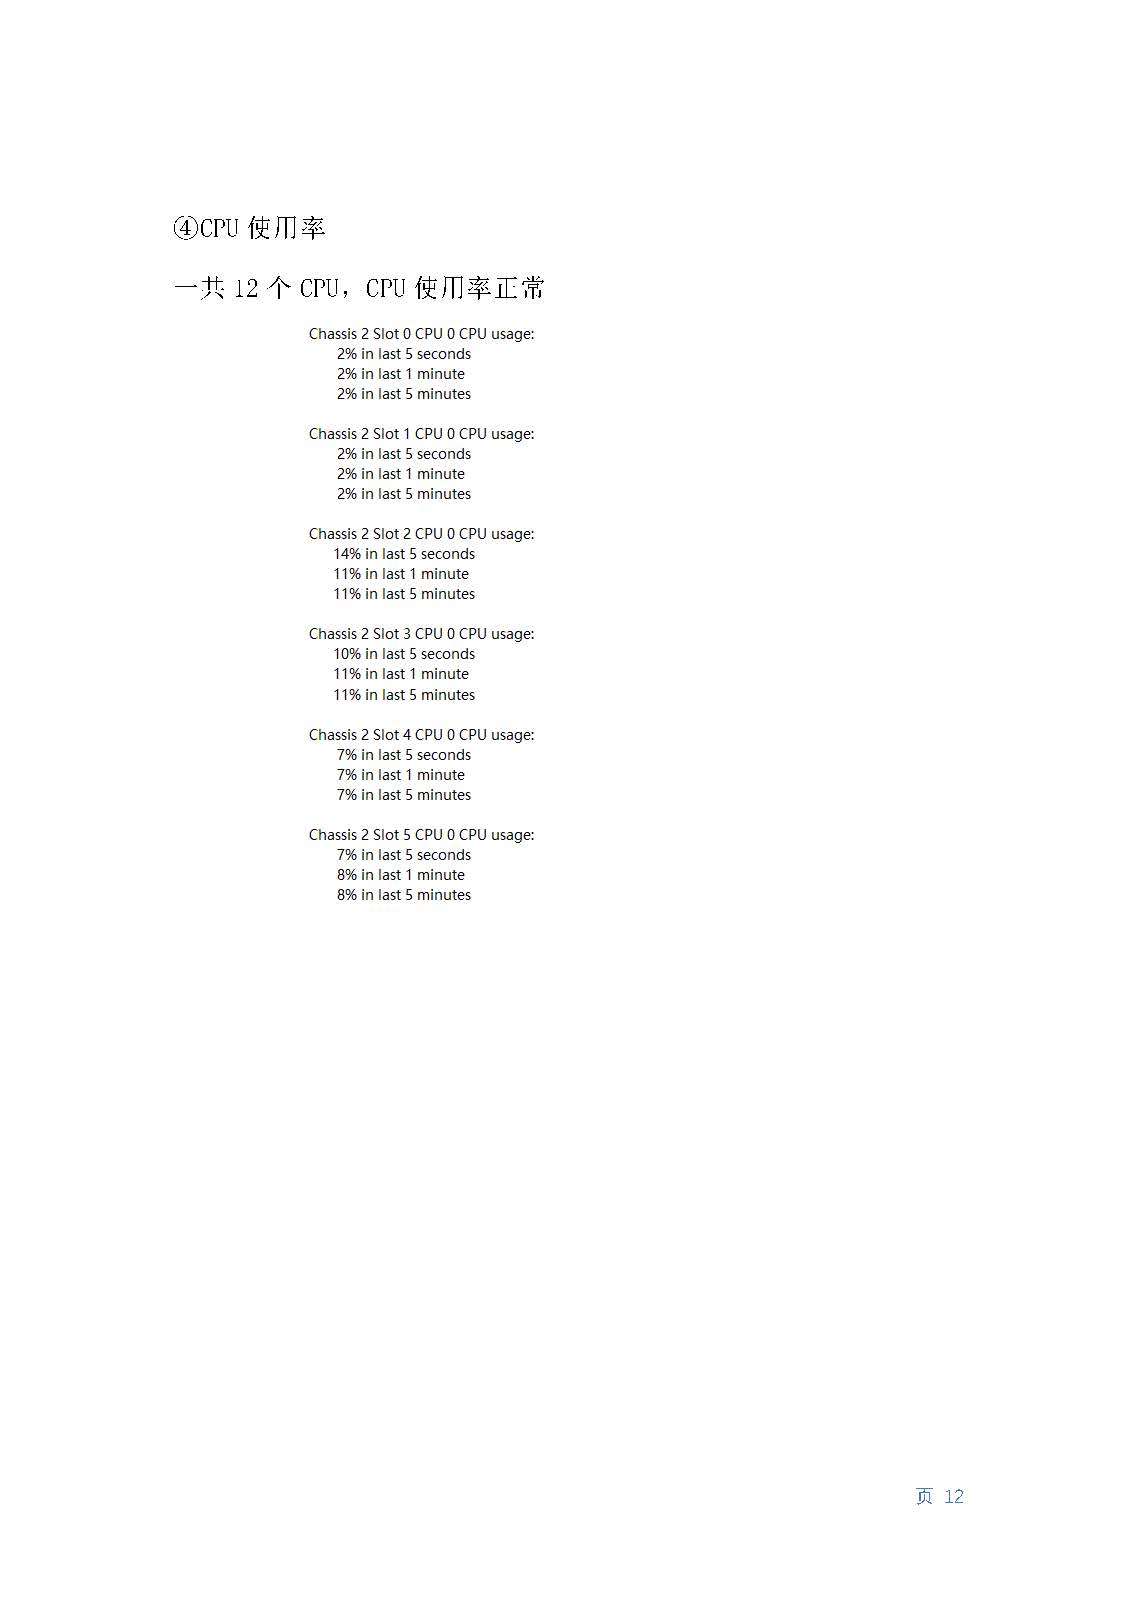 ④CPU 使用率
一共 12 个 CPU，CPU 使用率正常
Chassis 2 Slot 0 CPU 0 CPU usage:
2% in last 5 seconds
2% in last 1 minute
2% in last 5 minutes
Chassis 2 Slot 1 CPU 0 CPU usage:
2% in last 5 seconds
2% in last 1 minute
2% in last 5 minutes
Chassis 2 Slot 2 CPU 0 CPU usage:
14% in last 5 seconds
11% in last 1 minute
11% in last 5 minutes
Chassis 2 Slot 3 CPU 0 CPU usage:
10% in last 5 seconds
11% in last 1 minute
11% in last 5 minutes
Chassis 2 Slot 4 CPU 0 CPU usage:
7% in last 5 seconds
7% in last 1 minute
7% in last 5 minutes
Chassis 2 Slot 5 CPU 0 CPU usage:
7% in last 5 seconds
8% in last 1 minute
8% in last 5 minutes
页 12